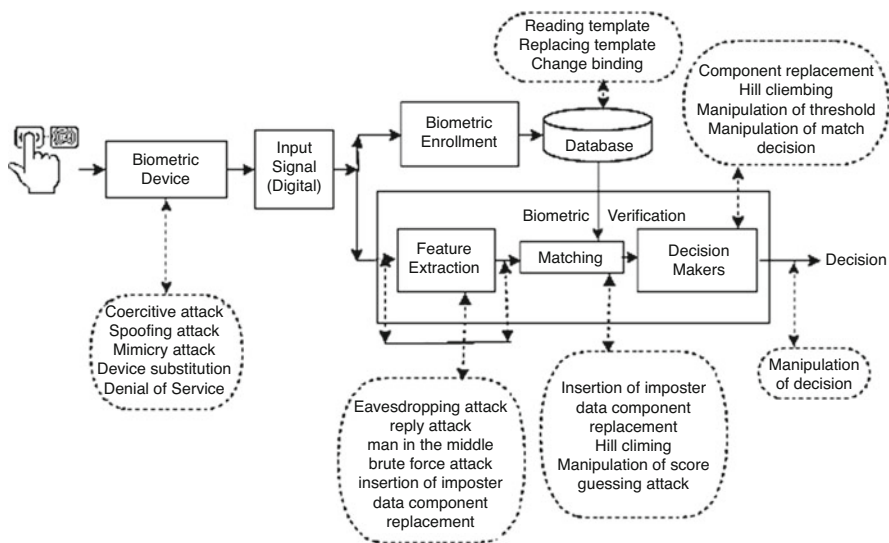 Reading template
Replacing template
Change binding
Component replacement
Hill cliembing
Manipulation of threshold
Manipulation of match
decision
Biometric
Enrollment
Database
Biometric
Device
Input
Signal
(Digital)
Biometric Verification
Feature
Extraction
Matching
Decision
Makers
Decision
Coercitive attack
Spoofing attack
Mimicry attack
Device substitution
Denial of Service
Eavesdropping attack
reply attack
man in the middle
brute force attack
insertion of imposter
data component
replacement
Insertion of imposter
data component
replacement
Hill climing
Manipulation of score
guessing attack
Manipulation
of decision